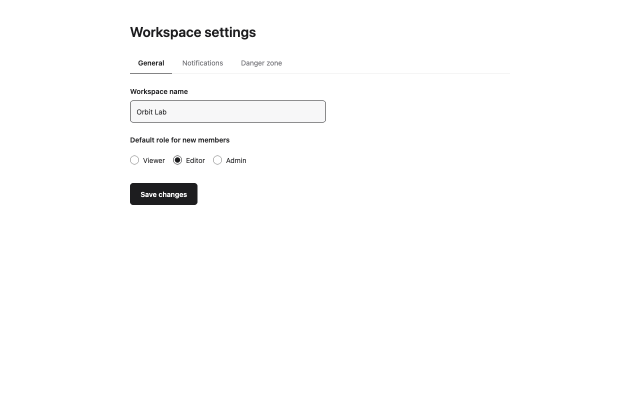 Workspace settings
General Notifications Danger zone
Workspace name
Orbit Lab
Default role for new members
Viewer Editor Admin
Save changes